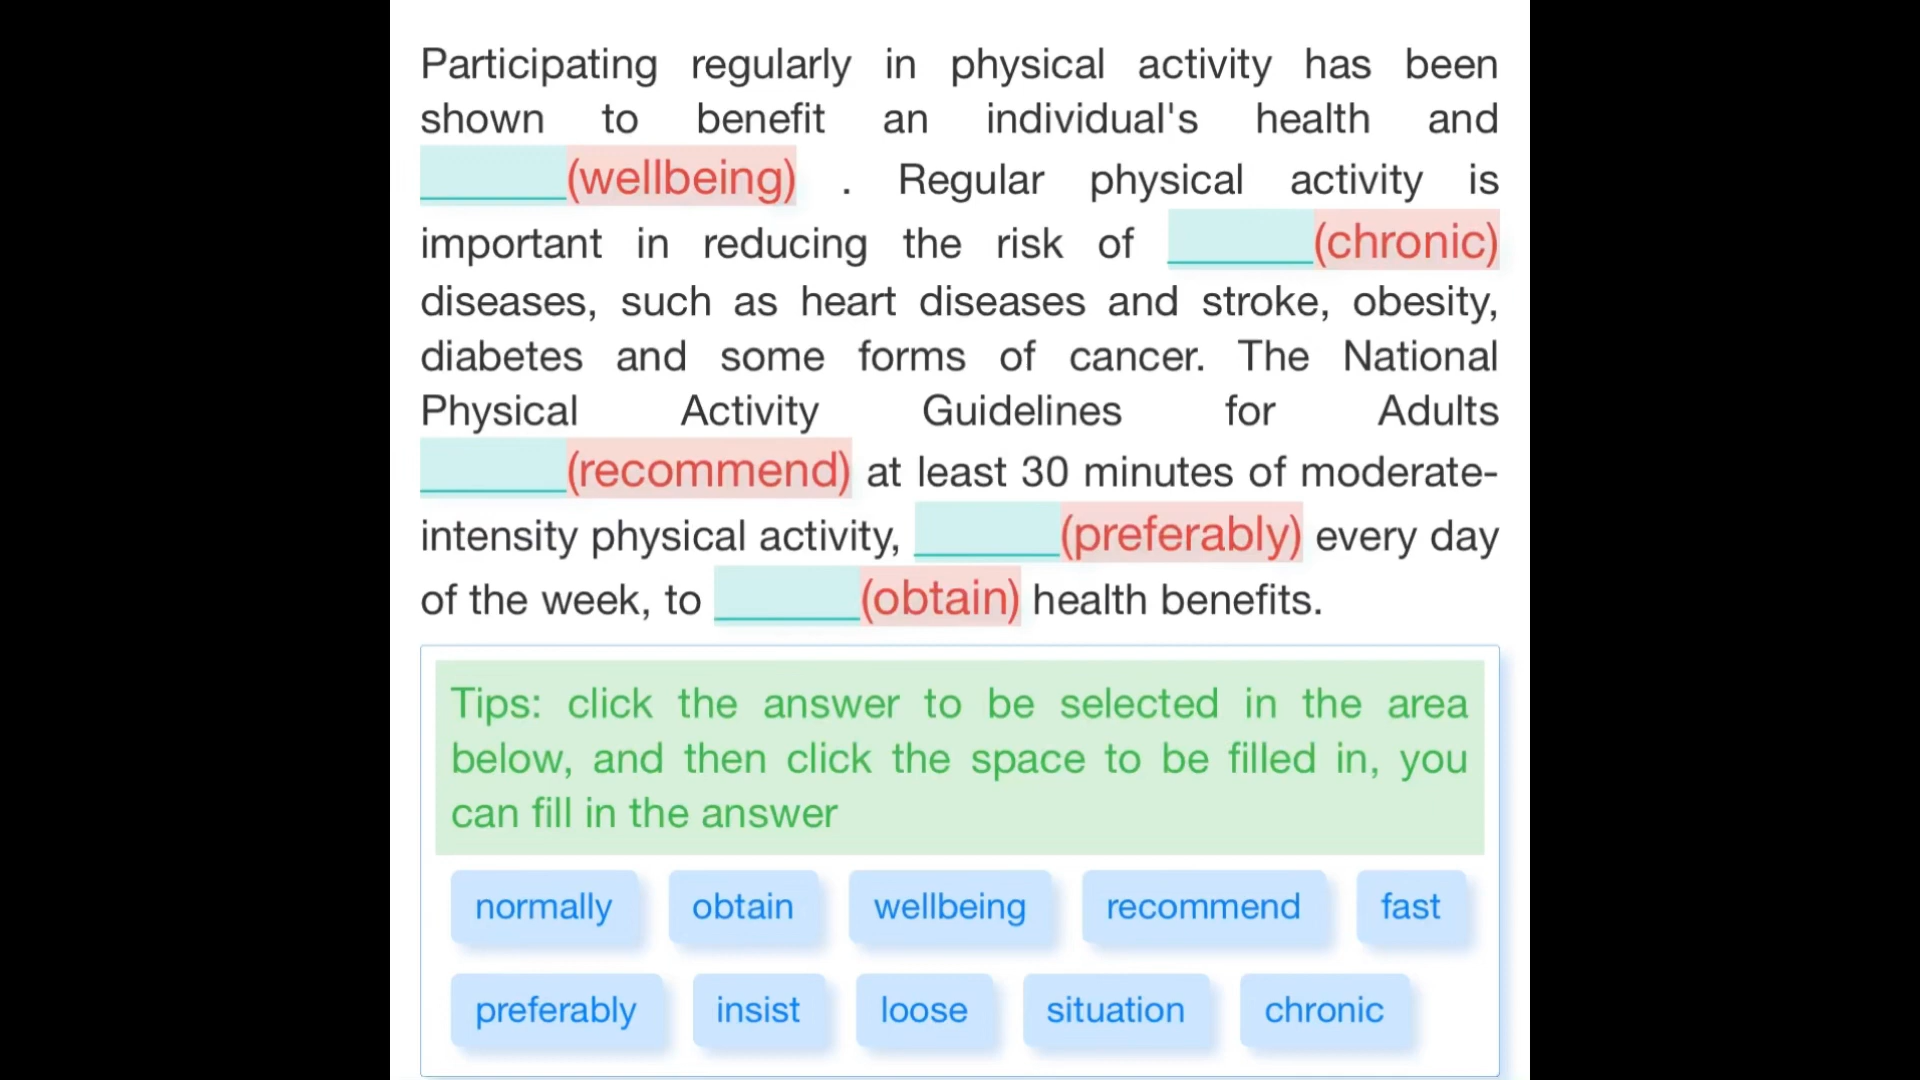 Participating regularly in physical activity has been
shown to benefit an individual's health and
(wellbeing) . Regular physical activity is
important in reducing the risk of (chronic)
diseases, such as heart diseases and stroke, obesity,
diabetes and some forms of cancer. The National
Physical Activity Guidelines for Adults
(recommend) at least 30 minutes of moderate-
intensity physical activity, (preferably) every day
of the week, to (obtain) health benefits.
Tips: click the answer to be selected in the area
below, and then click the space to be filled in, you
can fill in the answer
normally obtain wellbeing recommend fast
preferably insist loose situation chronic